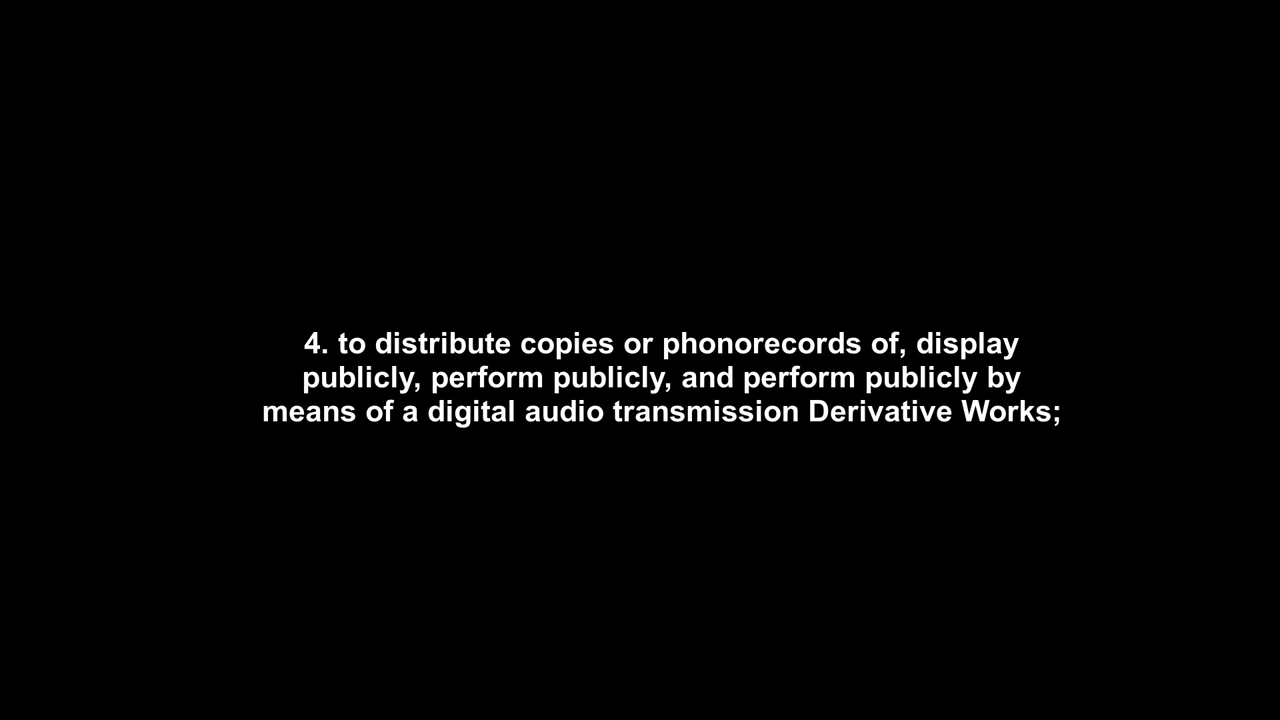 4. to distribute copies or phonorecords of, display
publicly, perform publicly, and perform publicly by
means of a digital audio transmission Derivative Works;